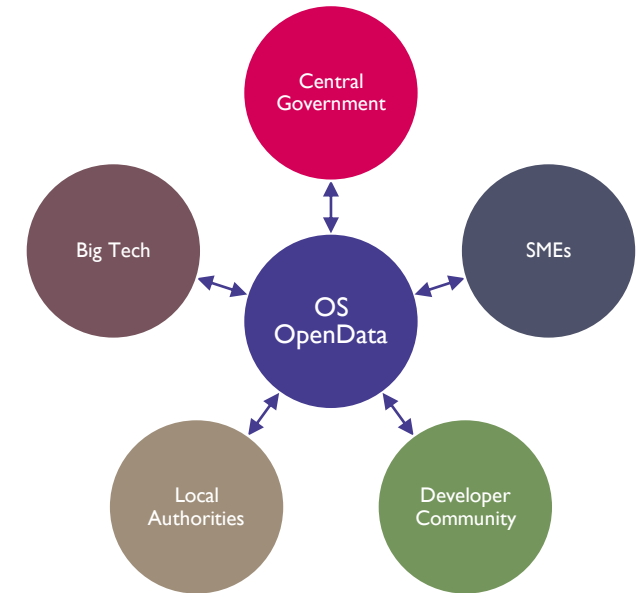 Central
Government
Big Tech
SMEs
OS
OpenData
Local
Authorities
Developer
Community